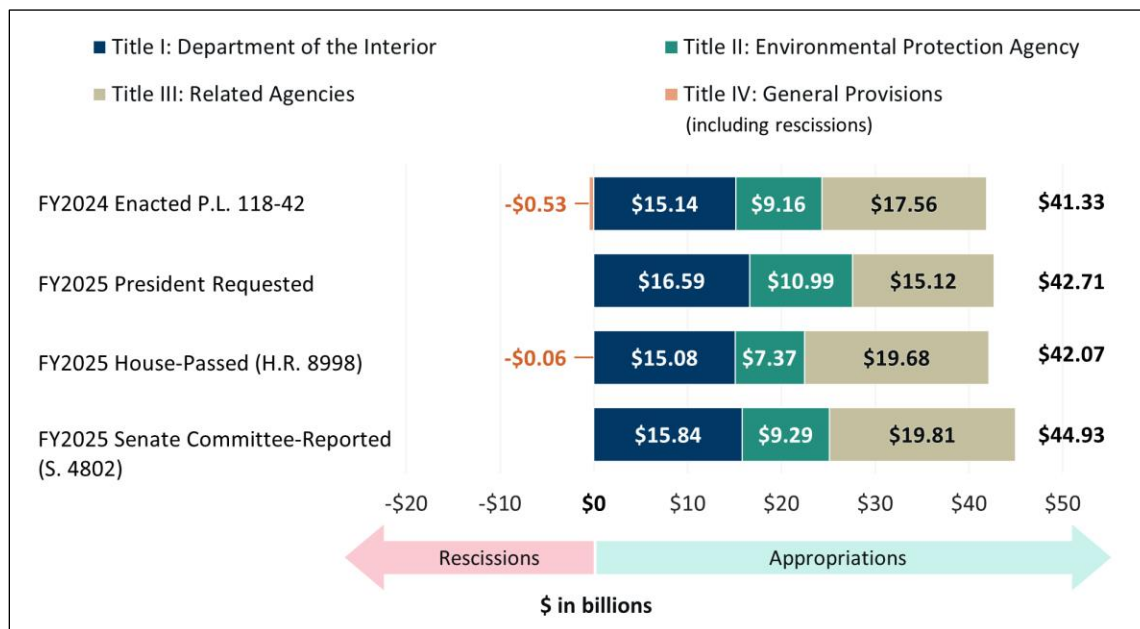 Title I: Department of the Interior
Title II: Environmental Protection Agency
Title III: Related Agencies
Title IV: General Provisions
(including rescissions)
FY2024 Enacted P.L. 118-42
-$0.53
$15.14
$9.16
$17.56
$41.33
FY2025 President Requested
$16.59
$10.99
$15.12
$42.71
FY2025 House-Passed (H.R. 8998)
-$0.06
$15.08
$7.37
$19.68
$42.07
FY2025 Senate Committee-Reported
(S. 4802)
$15.84
$9.29
$19.81
$44.93
-$20
-$10
$0
$10
$20
$30
$40
$50
Rescissions
Appropriations
$ in billions